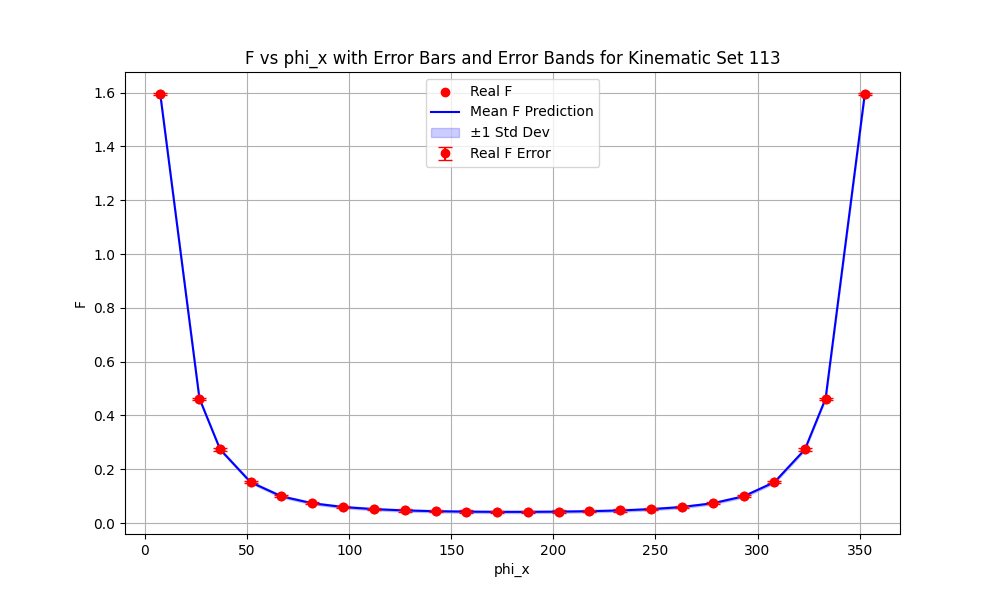 F vs phi_x with Error Bars and Error Bands for Kinematic Set 113
Real F
Mean F Prediction
±1 Std Dev
Real F Error
1.6
1.4
1.2
1.0
0.8
0.6
0.4
0.2
0.0
F
0
50
100
150
200
250
300
350
phi_x